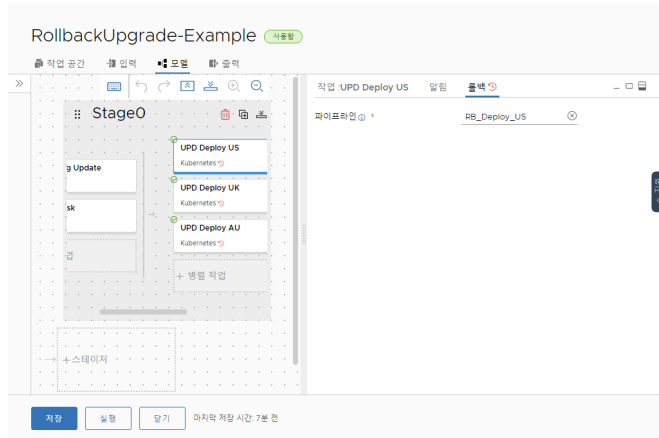 RollbackUpgrade-Example 사용함
작업 공간 입력 모델 출력
Stage0
g Update
sk
업
UPD Deploy US
Kubernetes
UPD Deploy UK
Kubernetes
UPD Deploy AU
Kubernetes
+ 병렬 작업
+스테이지
작업 :UPD Deploy US 알림 롤백
파이프라인 * RB_Deploy_US
저장 실행 닫기 마지막 저장 시간: 7분 전